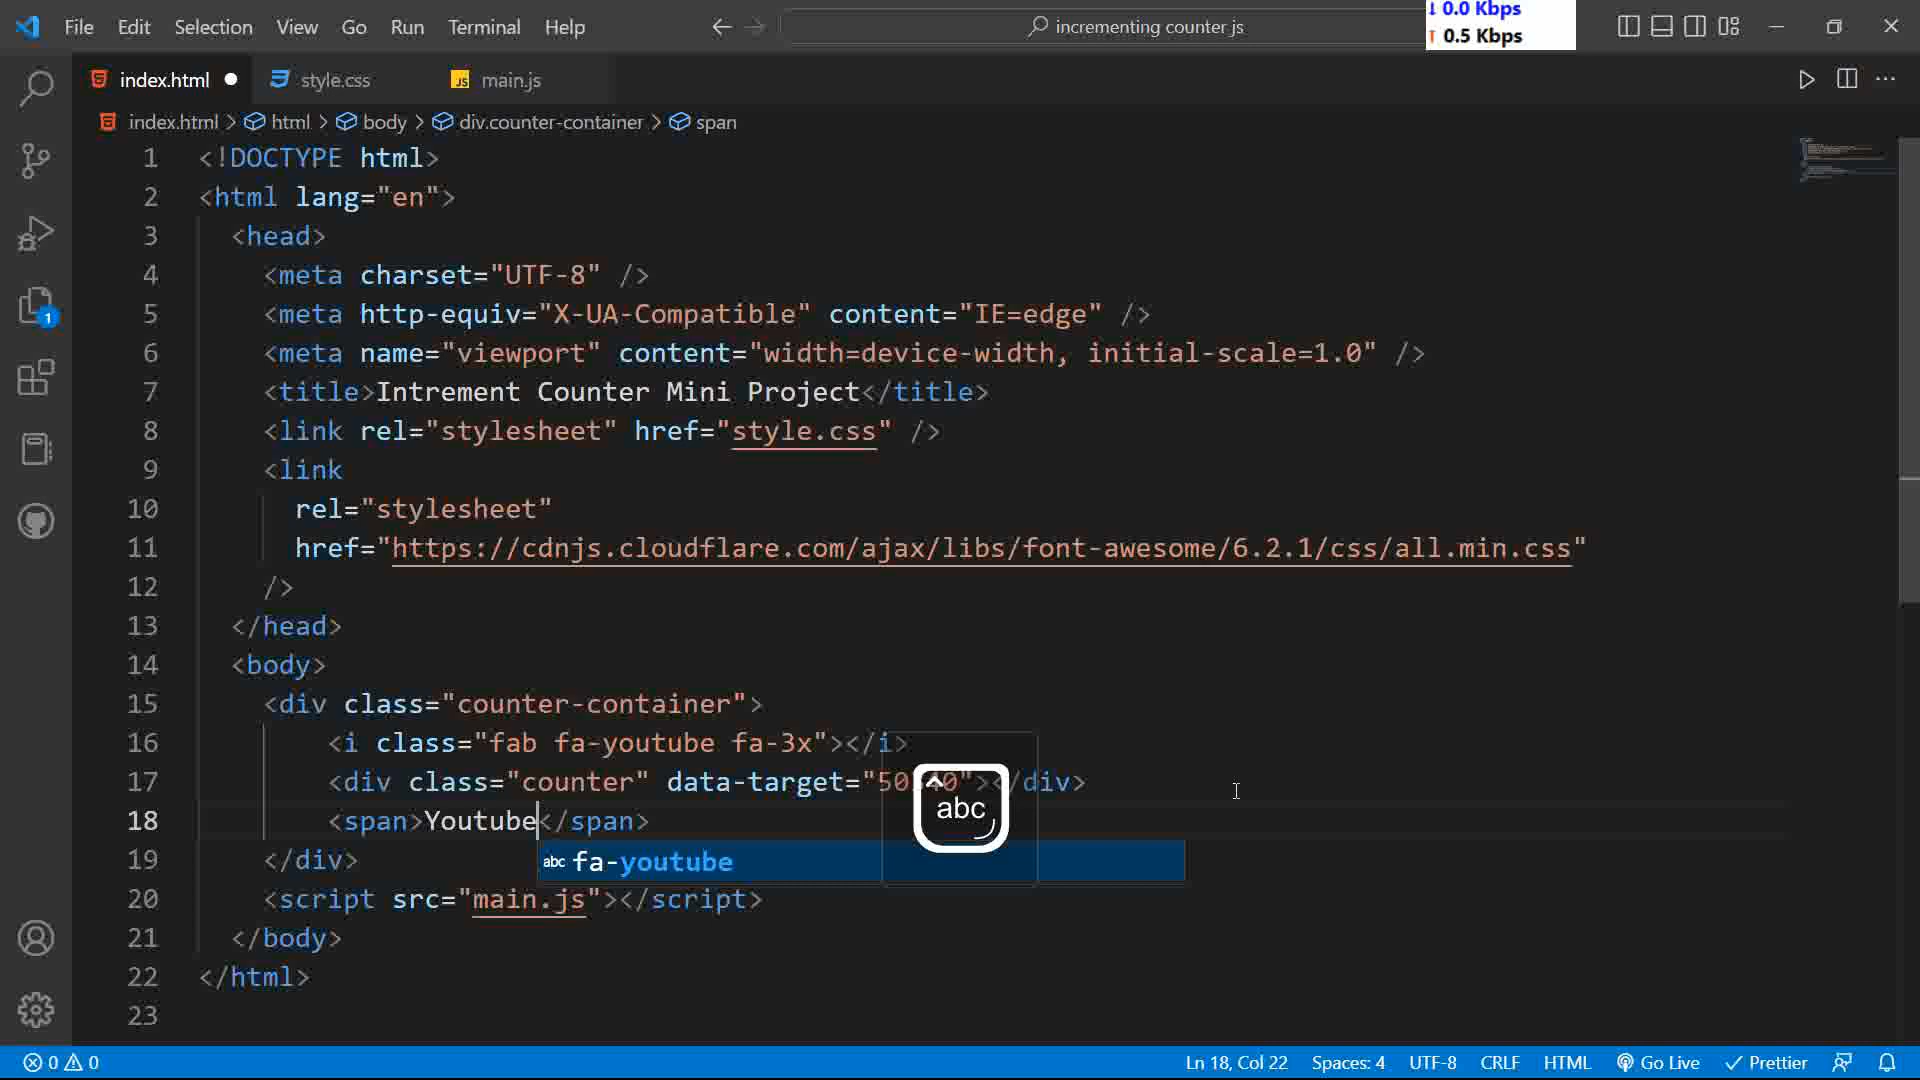 File Edit Selection View Go Run Terminal Help
incrementing counter js
↓ 0.0 Kbps
↑ 0.5 Kbps
index.html
style.css
JS main.js
index.html > html > body > div.counter-container > span
1 <!DOCTYPE html>
2 <html lang="en">
3 <head>
4 <meta charset="UTF-8" />
5 <meta http-equiv="X-UA-Compatible" content="IE=edge" />
6 <meta name="viewport" content="width=device-width, initial-scale=1.0" />
7 <title>Intrement Counter Mini Project</title>
8 <link rel="stylesheet" href="style.css" />
9 <link
10 rel="stylesheet"
11 href="https://cdnjs.cloudflare.com/ajax/libs/font-awesome/6.2.1/css/all.min.css"
12 />
13 </head>
14 <body>
15 <div class="counter-container">
16 <i class="fab fa-youtube fa-3x"></i>
17 <div class="counter" data-target="></div>
abc
18 <span>Youtube</span>
abc fa-youtube
19 </div>
20 <script src="main.js"></script>
21 </body>
22 </html>
23
1
0 0
Ln 18, Col 22 Spaces: 4 UTF-8 CRLF HTML Go Live Prettier